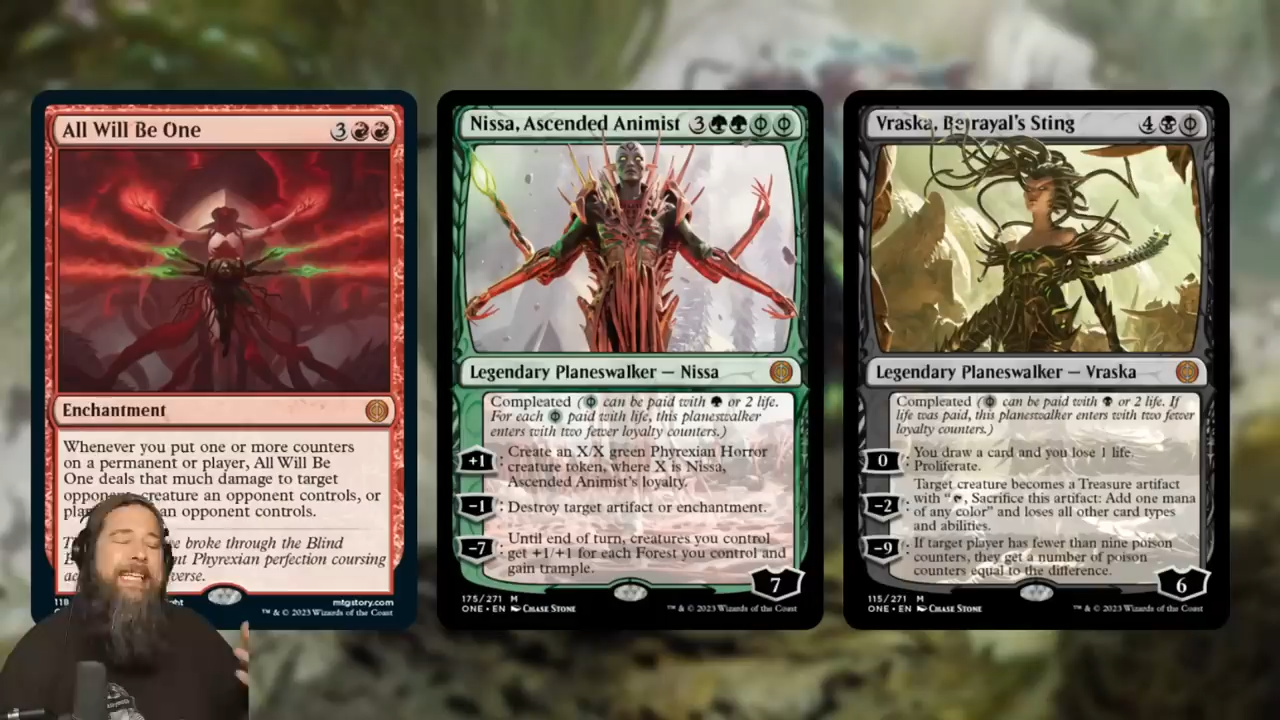 All Will Be One 3
Enchantment
Whenever you put one or more counters
on a permanent or player, All Will Be
One deals that much damage to target
opponent, creature an opponent controls, or
an opponent controls.
broke through the Blind
Phyrexian perfection coursing
mtgstory.com
™ & © 2023 Wizards of the Coast
Nissa, Ascended Animist 3
Legendary Planeswalker — Nissa
Compleated ( can be paid with or 2 life.
For each paid with life, this planeswalker
enters with two fewer loyalty counters.)
+1 : Create an X/X green Phyrexian Horror
creature token, where X is Nissa,
Ascended Animist's loyalty.
−1 : Destroy target artifact or enchantment.
−7 : Until end of turn, creatures you control
get +1/+1 for each Forest you control and
gain trample.
7
175/271 M
ONE • EN Chase Stone
™ & © 2023 Wizards of the Coast
Vraska, Betrayal's Sting 4
Legendary Planeswalker — Vraska
Compleated ( can be paid with or 2 life. If
life was paid, this planeswalker enters with two fewer
loyalty counters.)
0 : You draw a card and you lose 1 life.
Proliferate.
−2 : Target creature becomes a Treasure artifact
with “, Sacrifice this artifact: Add one mana
of any color” and loses all other card types
and abilities.
−9 : If target player has fewer than nine poison
counters, they get a number of poison
counters equal to the difference.
6
115/271 M
ONE • EN Chase Stone
™ & © 2023 Wizards of the Coast